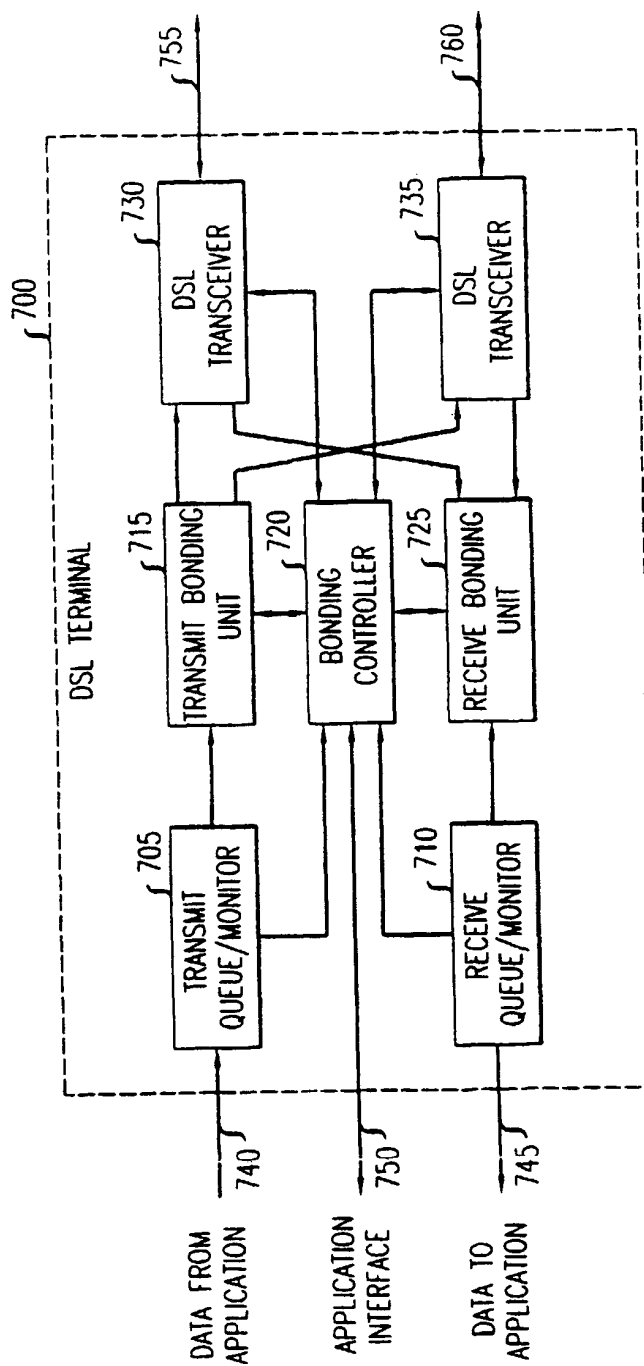 700
DSL TERMINAL
DATA FROM
APPLICATION
740
705
TRANSMIT
QUEUE/MONITOR
715
TRANSMIT BONDING
UNIT
730
DSL
TRANSCEIVER
755
APPLICATION
INTERFACE
750
720
BONDING
CONTROLLER
DATA TO
APPLICATION
745
710
RECEIVE
QUEUE/MONITOR
725
RECEIVE BONDING
UNIT
735
DSL
TRANSCEIVER
760